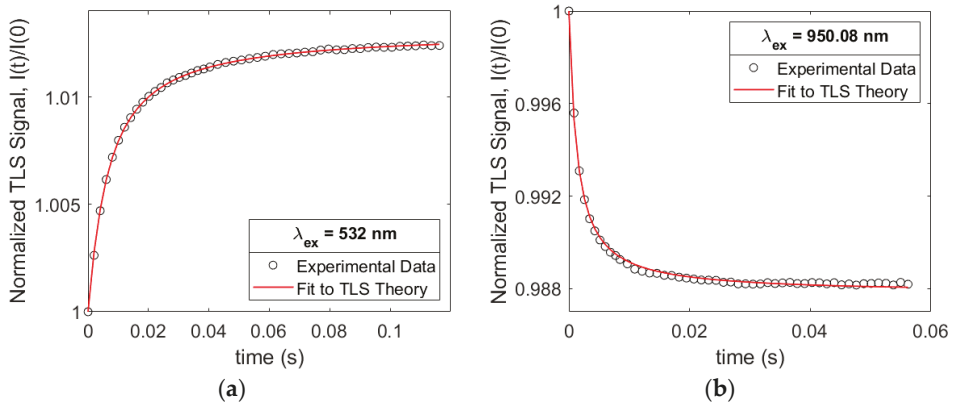 Normalized TLS Signal, I(t)/I(0)
1.01
1.005
1
λex = 532 nm
Experimental Data
Fit to TLS Theory
0 0.02 0.04 0.06 0.08 0.1
time (s)
(a)
Normalized TLS Signal, I(t)/I(0)
1
0.996
0.992
0.988
λex = 950.08 nm
Experimental Data
Fit to TLS Theory
0 0.02 0.04 0.06
time (s)
(b)